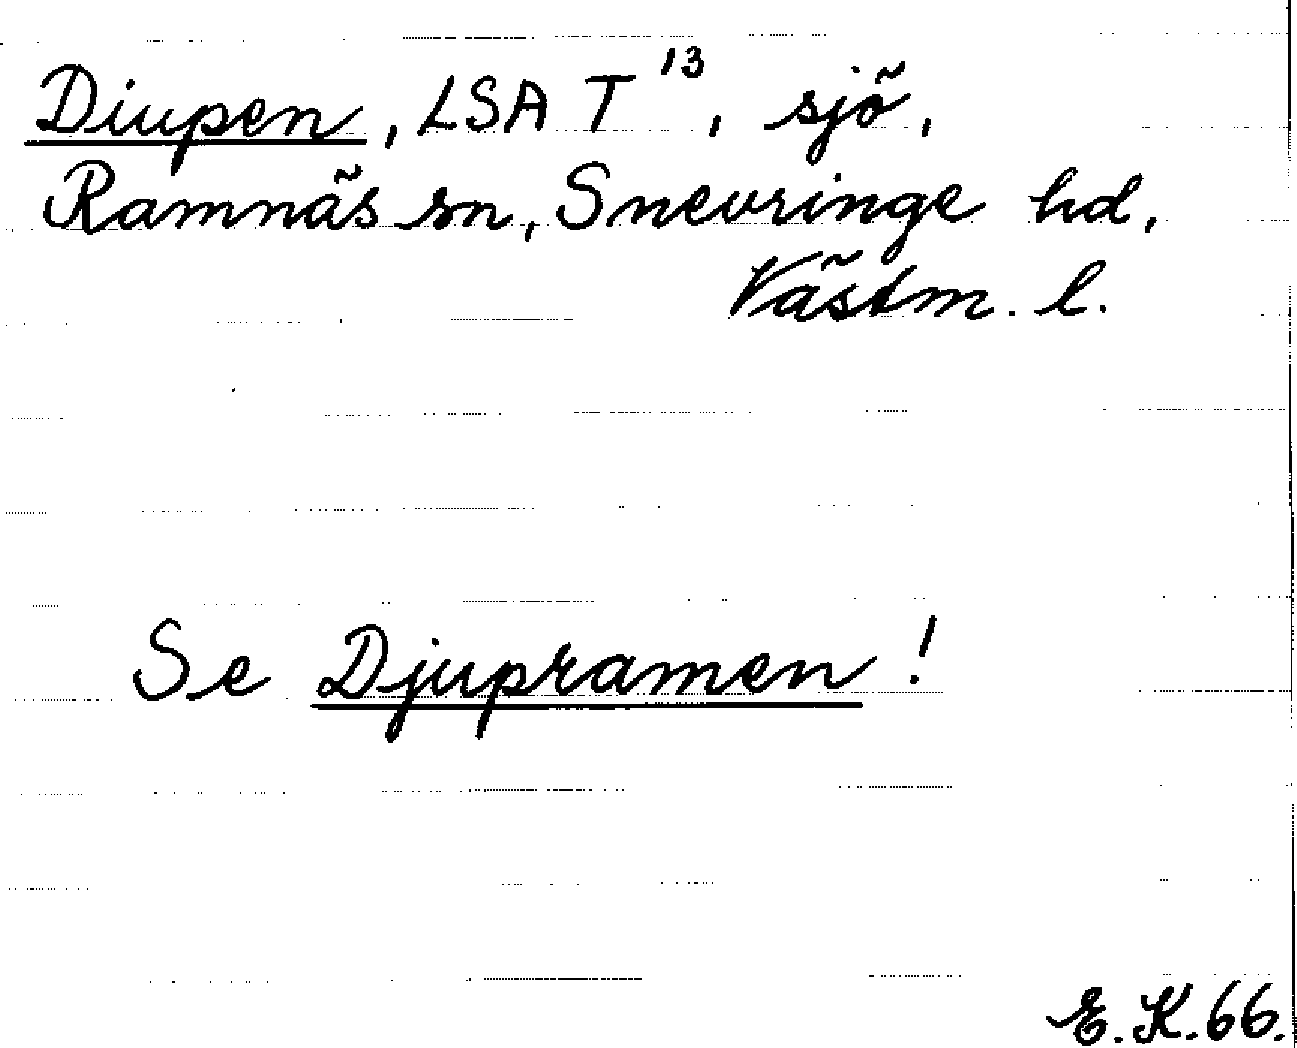 Diupen, LSA T¹³, sjö,
Ramnäs sn, Snevringe hd,
Västm. l.
Se Djupramen!
E.K.66.